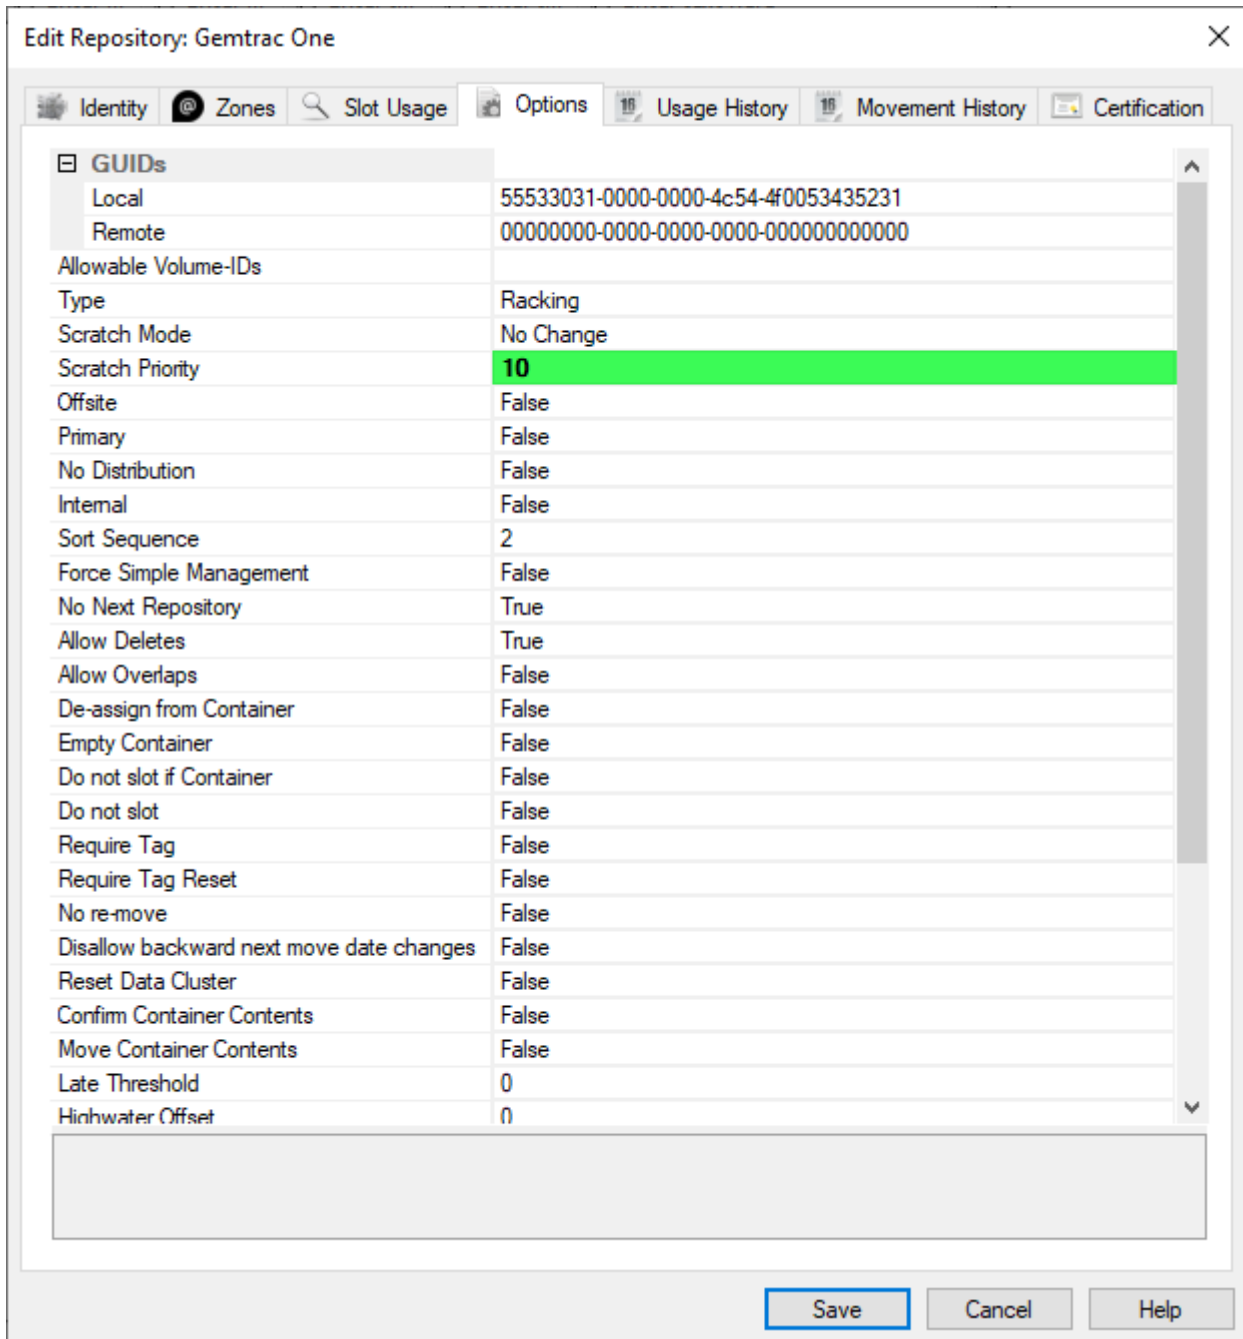 Edit Repository: Gemtrac One
Identity Zones Slot Usage Options Usage History Movement History Certification
GUIDs
Local 55533031-0000-0000-4c54-4f0053435231
Remote 00000000-0000-0000-0000-000000000000
Allowable Volume-IDs
Type Racking
Scratch Mode No Change
Scratch Priority 10
Offsite False
Primary False
No Distribution False
Internal False
Sort Sequence 2
Force Simple Management False
No Next Repository True
Allow Deletes True
Allow Overlaps False
De-assign from Container False
Empty Container False
Do not slot if Container False
Do not slot False
Require Tag False
Require Tag Reset False
No re-move False
Disallow backward next move date changes False
Reset Data Cluster False
Confirm Container Contents False
Move Container Contents False
Late Threshold 0
Highwater Offset 0
Save Cancel Help